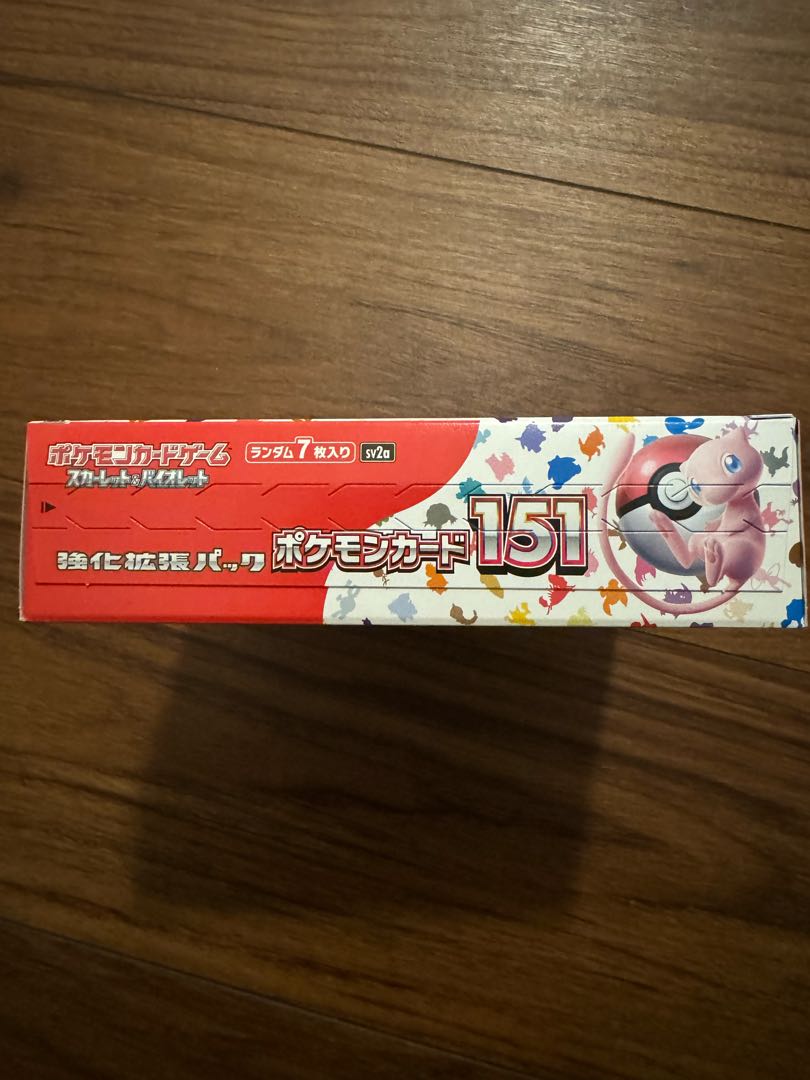 ポケモンカードゲーム
スカーレット&バイオレット
ランダム7枚入り
sv2a
強化拡張パック
ポケモンカード151